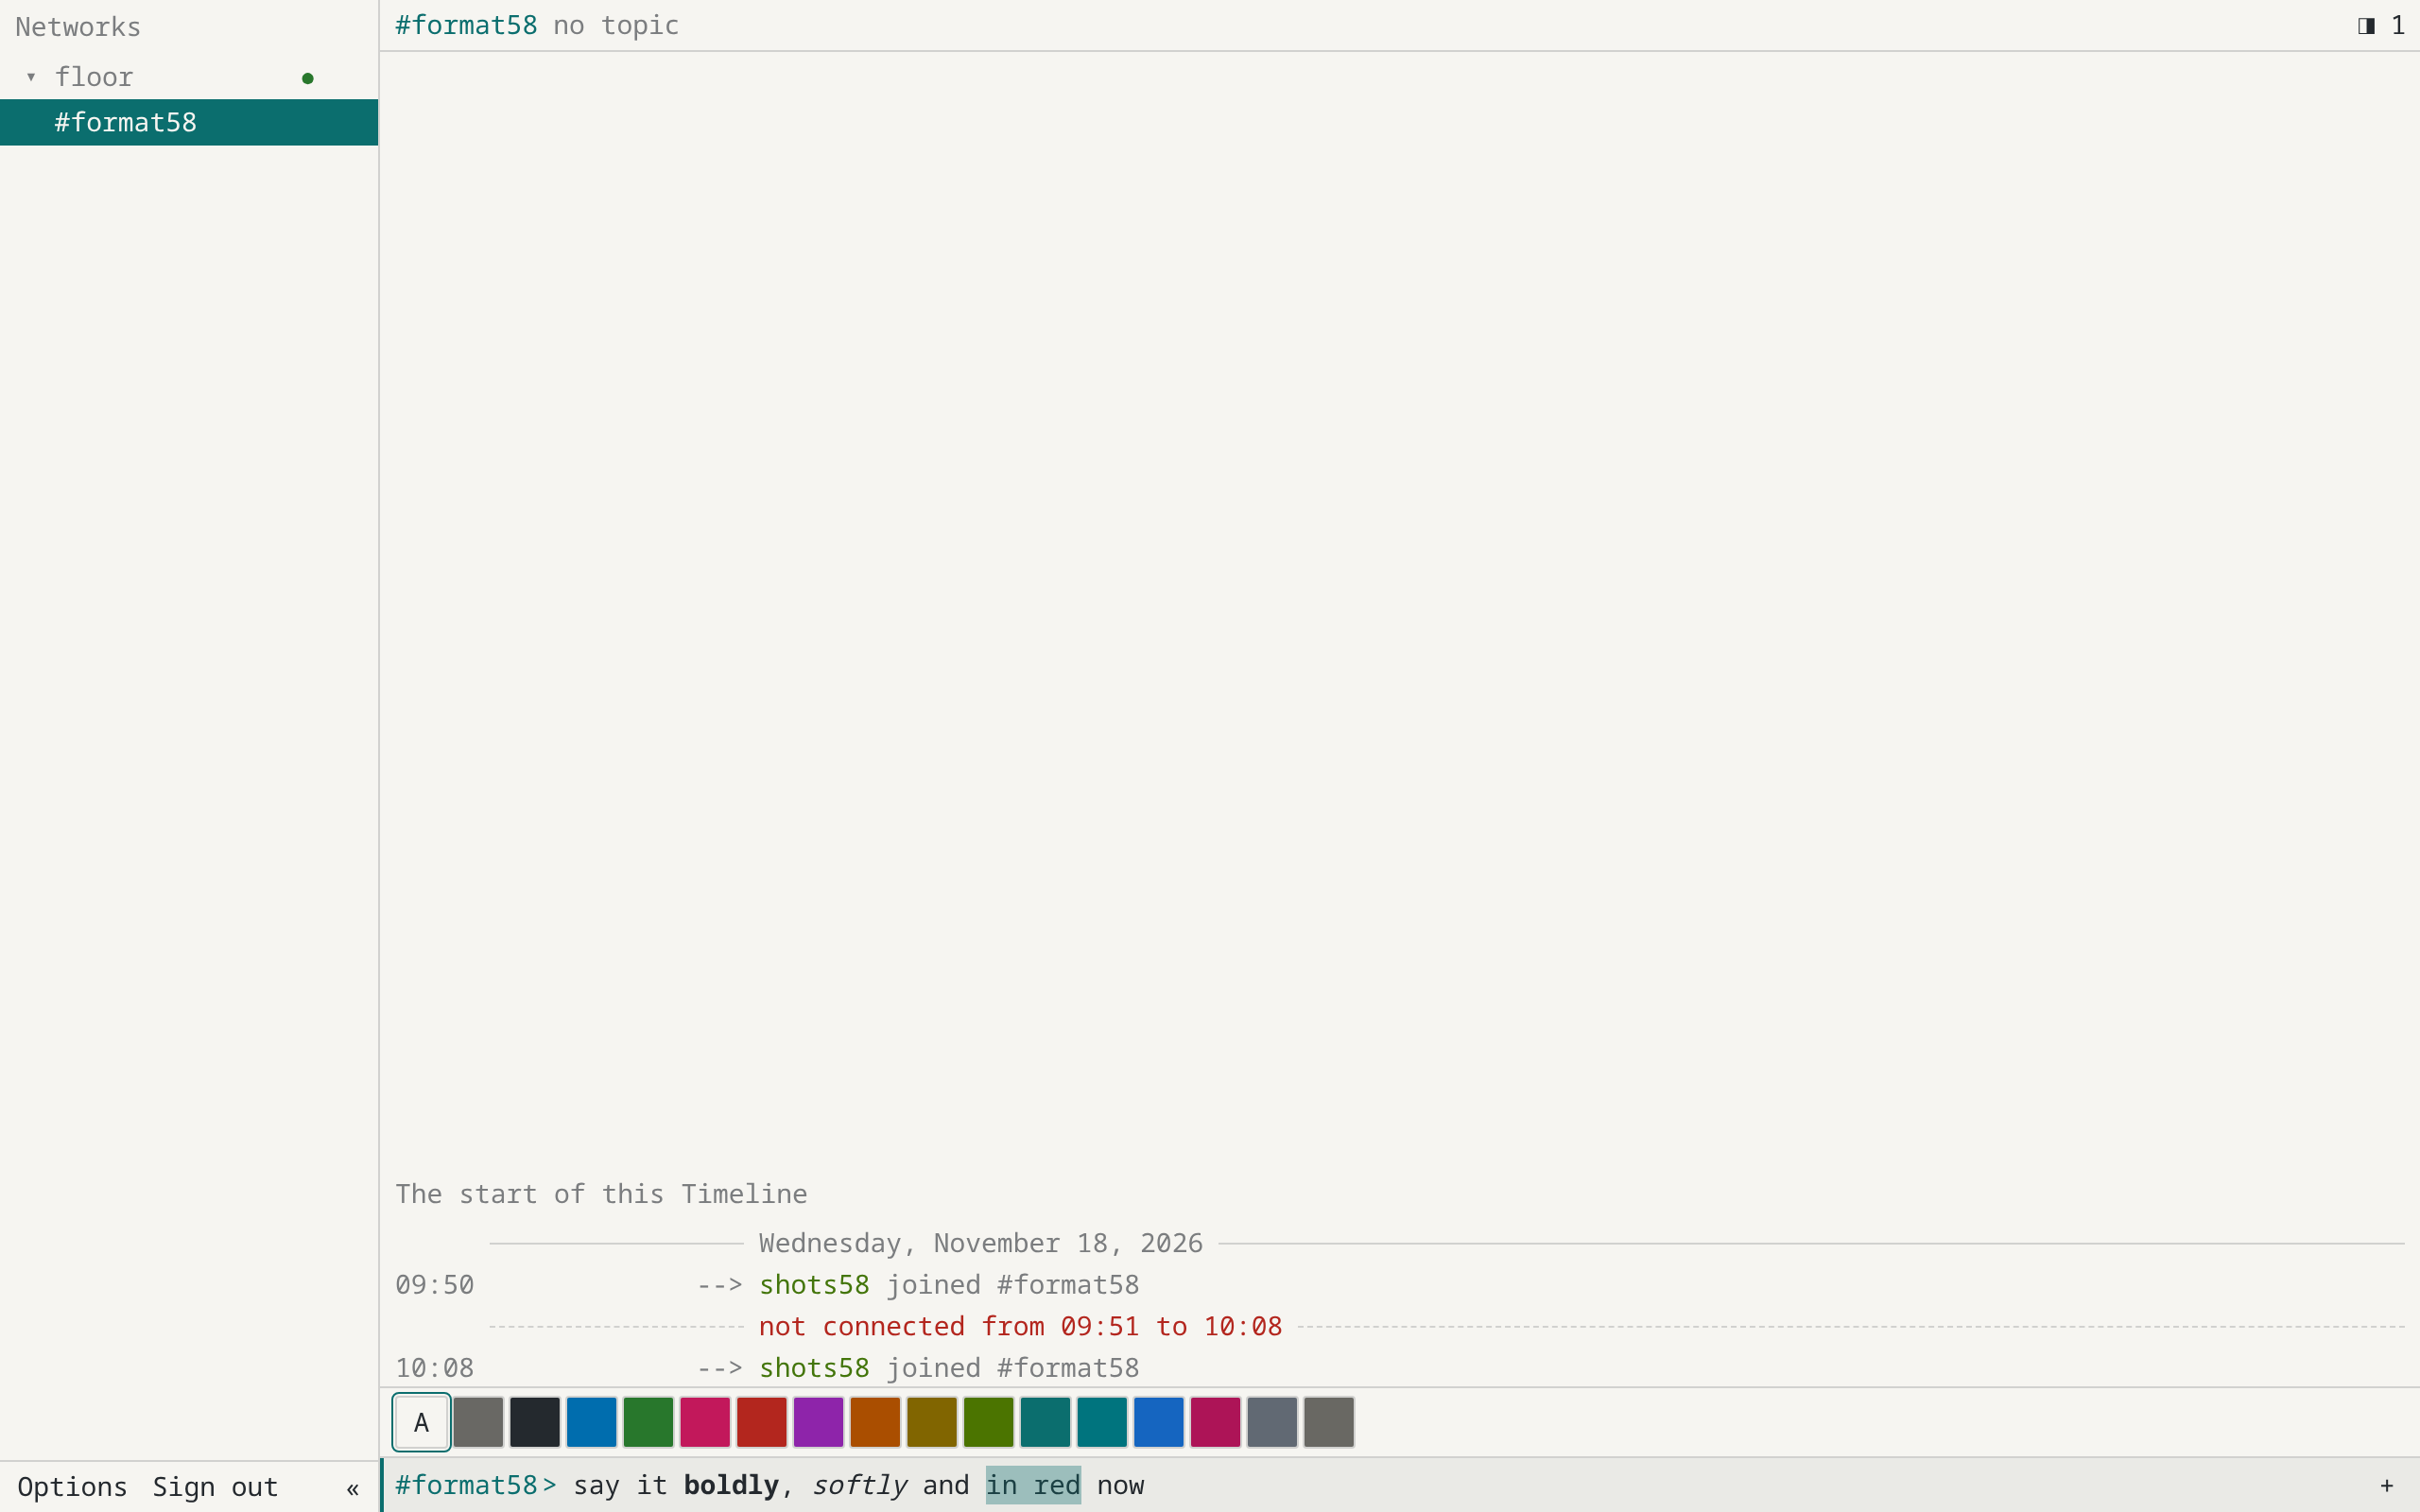 Networks
▾ floor ●
#format58
#format58 no topic ◨ 1
The start of this Timeline
Wednesday, November 18, 2026
09:50 --> shots58 joined #format58
not connected from 09:51 to 10:08
10:08 --> shots58 joined #format58
A
#format58> say it boldly, softly and in red now +
Options Sign out «